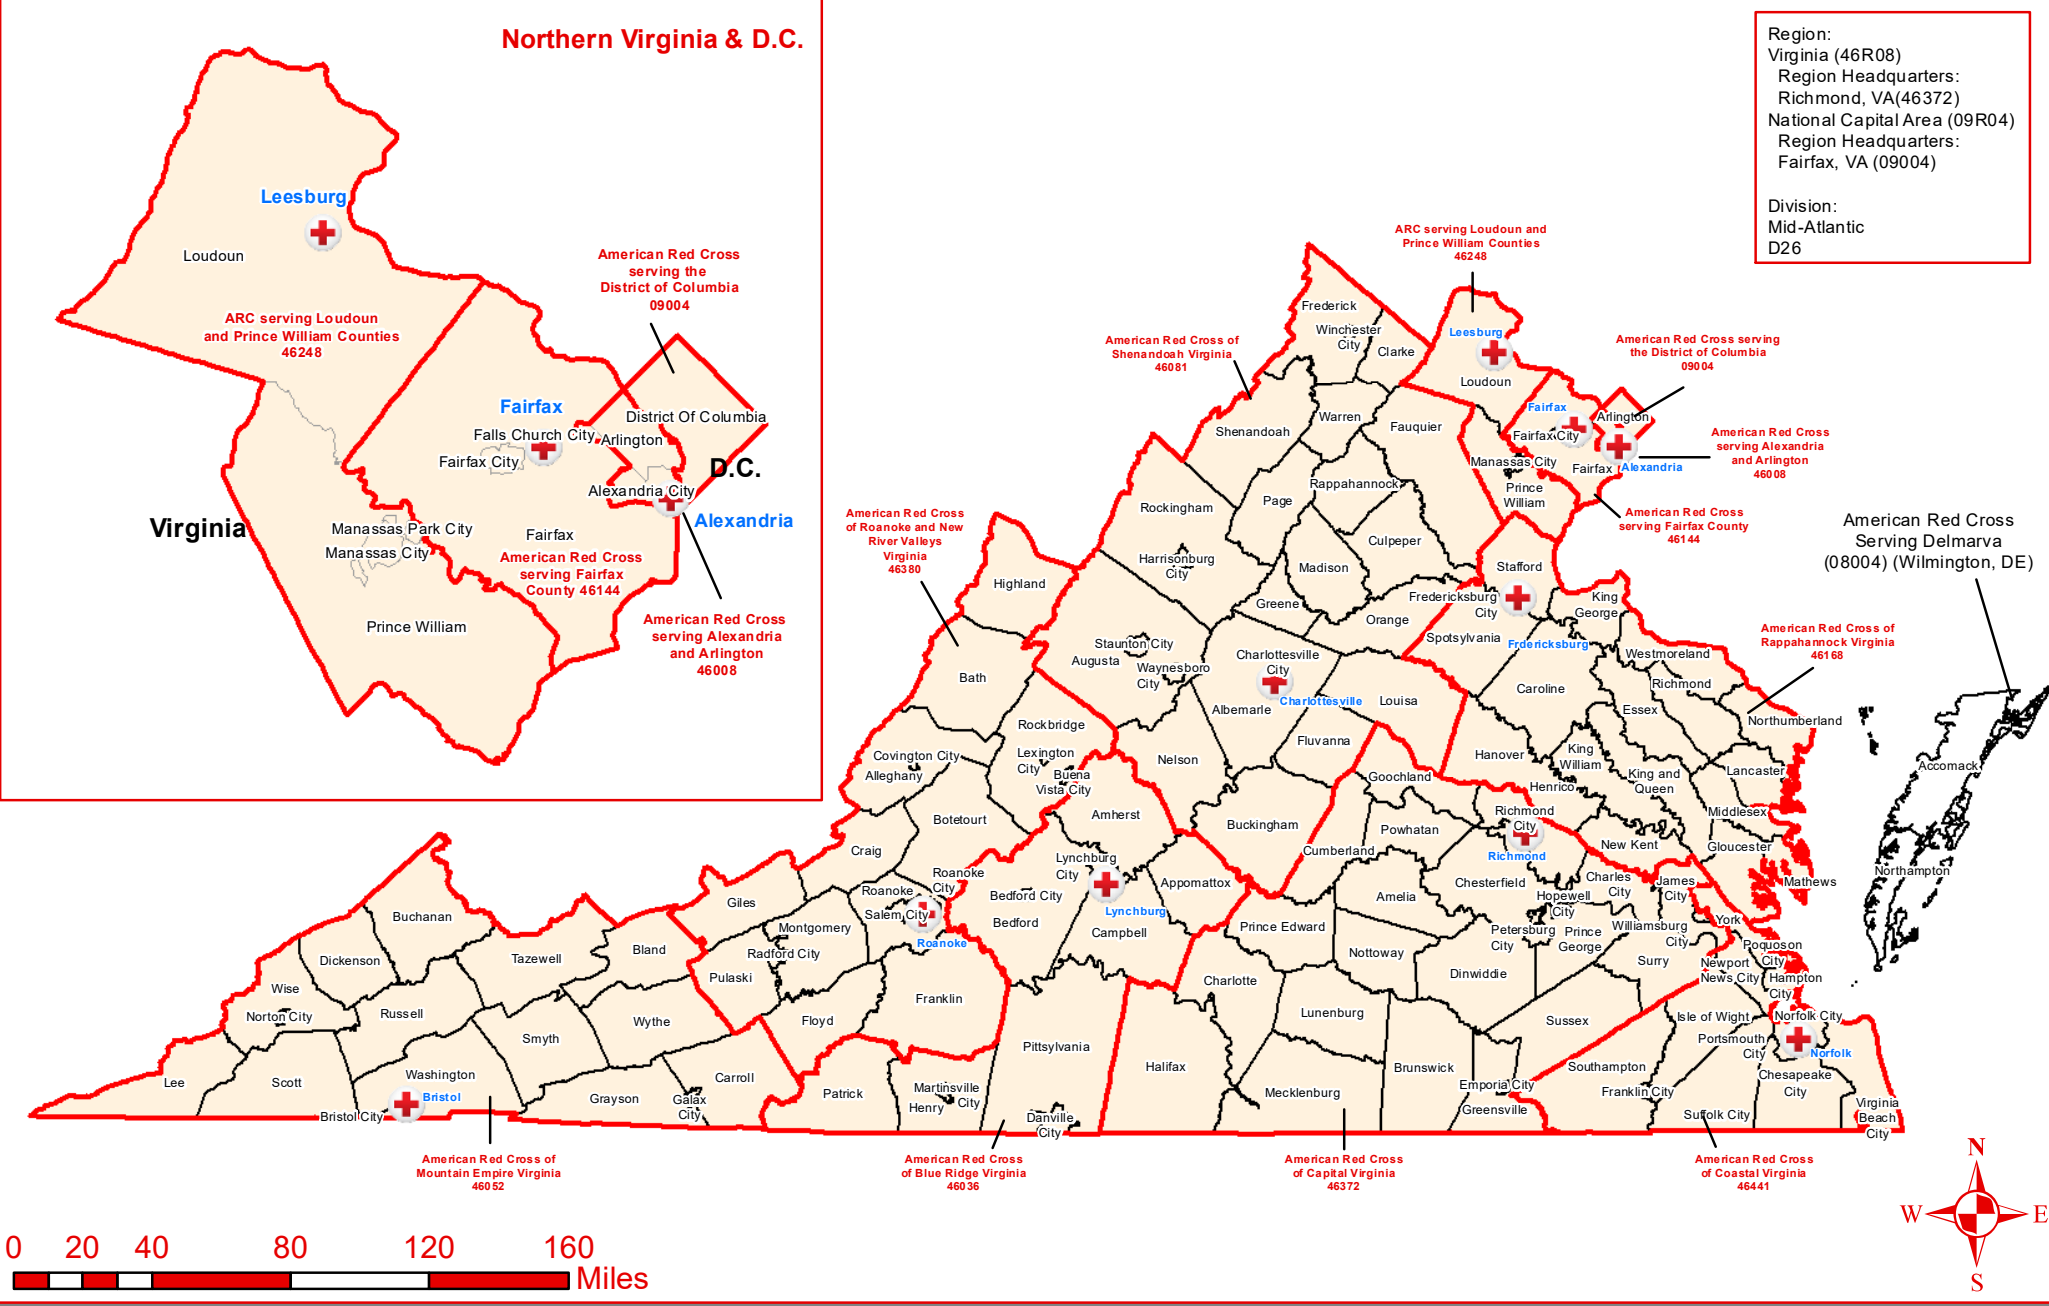 Northern Virginia & D.C.
Leesburg
Loudoun
ARC serving Loudoun
and Prince William Counties
46248
American Red Cross
serving the
District of Columbia
09004
Fairfax
District Of Columbia
Falls Church City
Arlington
Fairfax City
D.C.
Alexandria City
Alexandria
Virginia
Manassas Park City
Manassas City
Fairfax
American Red Cross
serving Fairfax
County 46144
Prince William
American Red Cross
serving Alexandria
and Arlington
46008
Region:
Virginia (46R08)
Region Headquarters:
Richmond, VA(46372)
National Capital Area (09R04)
Region Headquarters:
Fairfax, VA (09004)
Division:
Mid-Atlantic
D26
ARC serving Loudoun and
Prince William Counties
46248
American Red Cross of
Shenandoah Virginia
46081
American Red Cross serving
the District of Columbia
09004
American Red Cross
serving Alexandria
and Arlington
46008
American Red Cross
serving Fairfax County
46144
American Red Cross
of Roanoke and New
River Valleys
Virginia
46380
American Red Cross
Serving Delmarva
(08004) (Wilmington, DE)
American Red Cross of
Rappahannock Virginia
46168
Frederick
Winchester
City
Clarke
Leesburg
Loudoun
Fairfax
Arlington
Fairfax City
Fairfax
Alexandria
Manassas City
Prince
William
Warren
Fauquier
Shenandoah
Rappahannock
Page
Rockingham
Culpeper
Harrisonburg
City
Madison
Stafford
Greene
Fredericksburg
City
King
George
Orange
Spotsylvania
Frdericksburg
Westmoreland
Highland
Staunton City
Augusta
Waynesboro
City
Charlottesville
City
Charlottesville
Albemarle
Louisa
Caroline
Richmond
Essex
Northumberland
Bath
Rockbridge
Fluvanna
Hanover
King
William
King and
Queen
Lancaster
Accomack
Covington City
Alleghany
Lexington
City
Buena
Vista City
Nelson
Goochland
Henrico
Richmond
City
Richmond
Middlesex
Gloucester
New Kent
Mathews
Northampton
Botetourt
Amherst
Buckingham
Powhatan
Cumberland
Craig
Lynchburg
City
Appomattox
Amelia
Chesterfield
Charles
City
James
City
Roanoke
City
Roanoke
Salem City
Roanoke
Bedford City
Bedford
Lynchburg
Campbell
Hopewell
City
Petersburg
City
Prince
George
Williamsburg
City
York
Poquoson
City
Giles
Montgomery
Radford City
Prince Edward
Nottoway
Dinwiddie
Surry
Newport
News City
Hampton
City
Buchanan
Bland
Pulaski
Tazewell
Dickenson
Wise
Norton City
Russell
Wythe
Smyth
Floyd
Franklin
Charlotte
Lunenburg
Sussex
Isle of Wight
Norfolk City
Portsmouth
City
Norfolk
Pittsylvania
Halifax
Brunswick
Southampton
Chesapeake
City
Lee
Scott
Washington
Bristol
Bristol City
Carroll
Grayson
Galax
City
Patrick
Martinsville
City
Henry
Danville
City
Mecklenburg
Emporia City
Greensville
Franklin City
Suffolk City
Virginia
Beach
City
American Red Cross of
Mountain Empire Virginia
46052
American Red Cross
of Blue Ridge Virginia
46036
American Red Cross
of Capital Virginia
46372
American Red Cross
of Coastal Virginia
46441
N
W
E
S
0 20 40 80 120 160
Miles